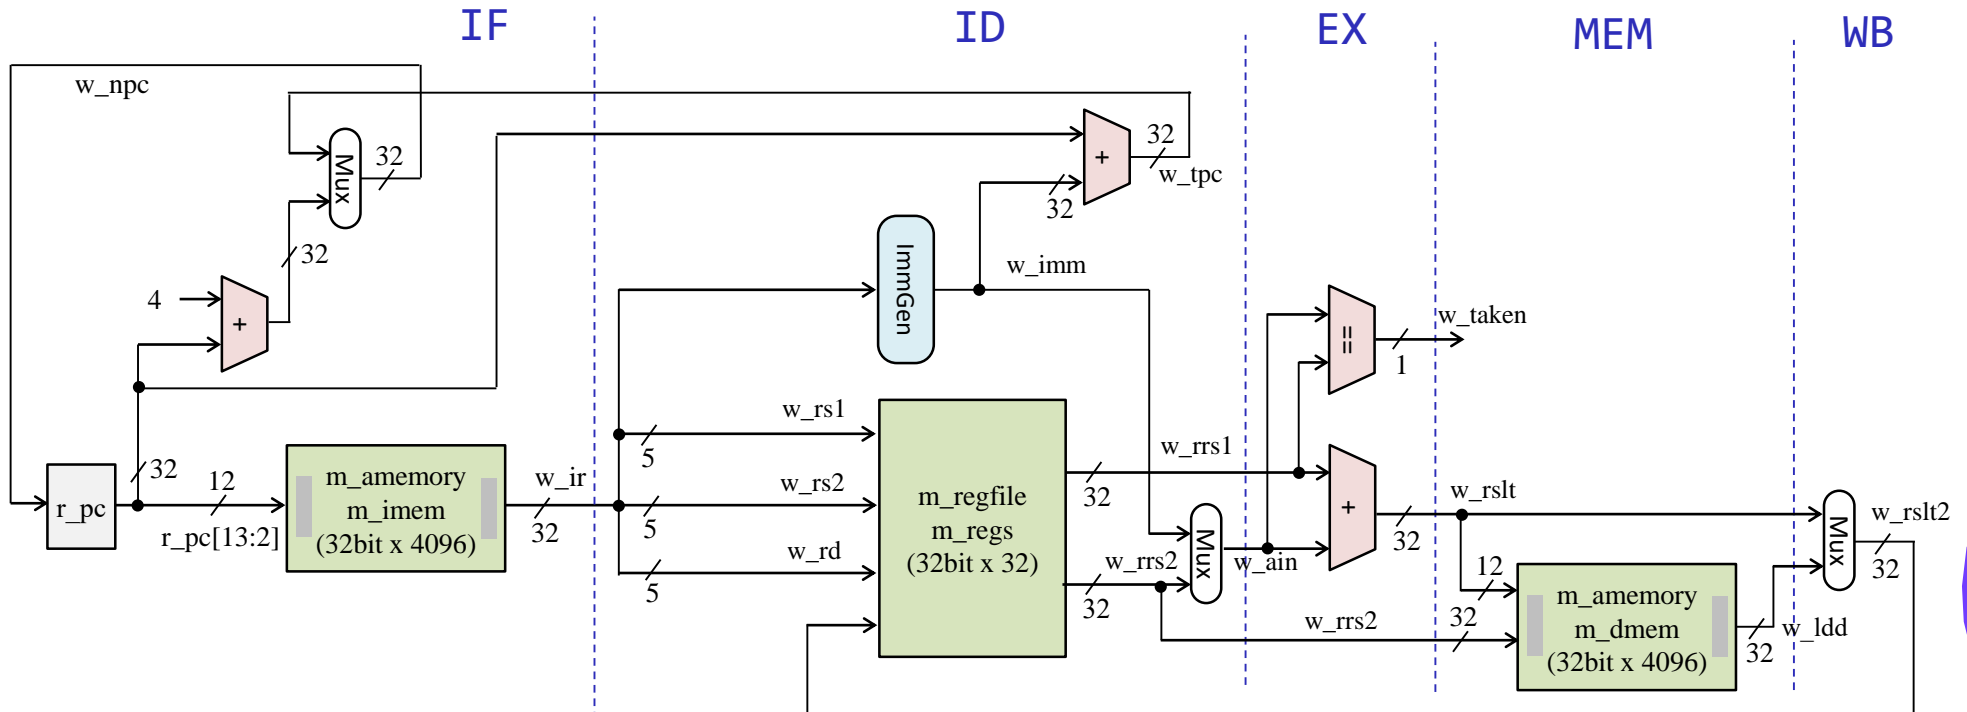 IF
ID
EX
MEM
WB
w_npc
Mux
32
32
4
+
32
r_pc
12
r_pc[13:2]
m_amemory
m_imem
(32bit x 4096)
w_ir
32
+
32
w_tpc
32
ImmGen
w_imm
w_rs1
5
w_rs2
5
w_rd
5
m_regfile
m_regs
(32bit x 32)
w_rrs1
32
w_rrs2
32
Mux
w_ain
==
1
w_taken
+
32
w_rslt
w_rrs2
12
32
m_amemory
m_dmem
(32bit x 4096)
32
w_ldd
Mux
w_rslt2
32